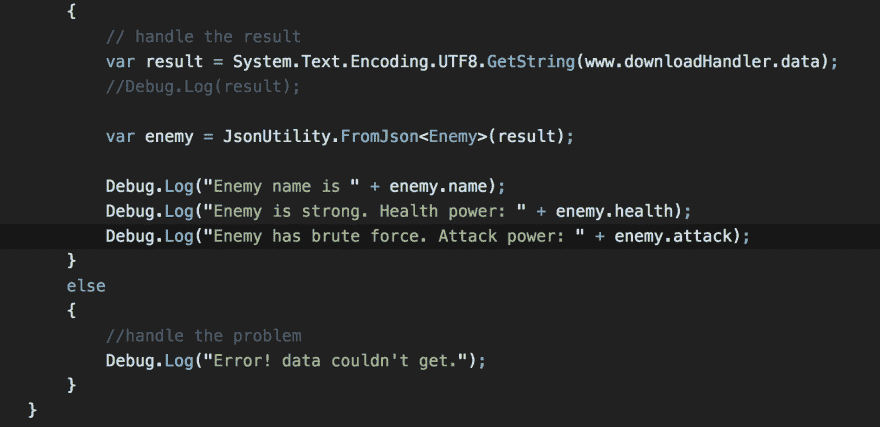 {
// handle the result
var result = System.Text.Encoding.UTF8.GetString(www.downloadHandler.data);
//Debug.Log(result);
var enemy = JsonUtility.FromJson<Enemy>(result);
Debug.Log("Enemy name is " + enemy.name);
Debug.Log("Enemy is strong. Health power: " + enemy.health);
Debug.Log("Enemy has brute force. Attack power: " + enemy.attack);
}
else
{
//handle the problem
Debug.Log("Error! data couldn't get.");
}
}